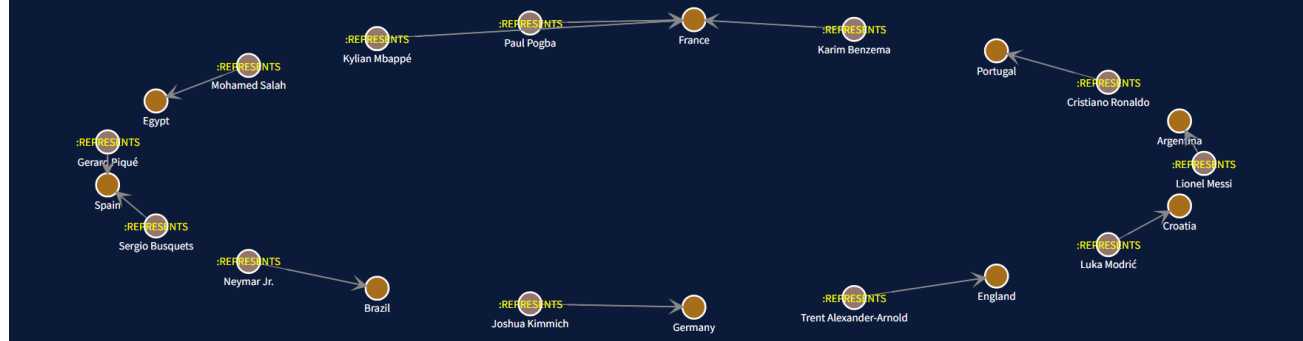 :REPRESENTS
Paul Pogba
France
:REPRESENTS
Karim Benzema
:REPRESENTS
Kylian Mbappé
Portugal
:REPRESENTS
Mohamed Salah
:REPRESENTS
Cristiano Ronaldo
Egypt
Argentina
:REPRESENTS
Gerard Piqué
:REPRESENTS
Lionel Messi
Spain
:REPRESENTS
Sergio Busquets
Croatia
:REPRESENTS
Luka Modrić
:REPRESENTS
Neymar Jr.
Brazil
England
:REPRESENTS
Joshua Kimmich
Germany
:REPRESENTS
Trent Alexander-Arnold